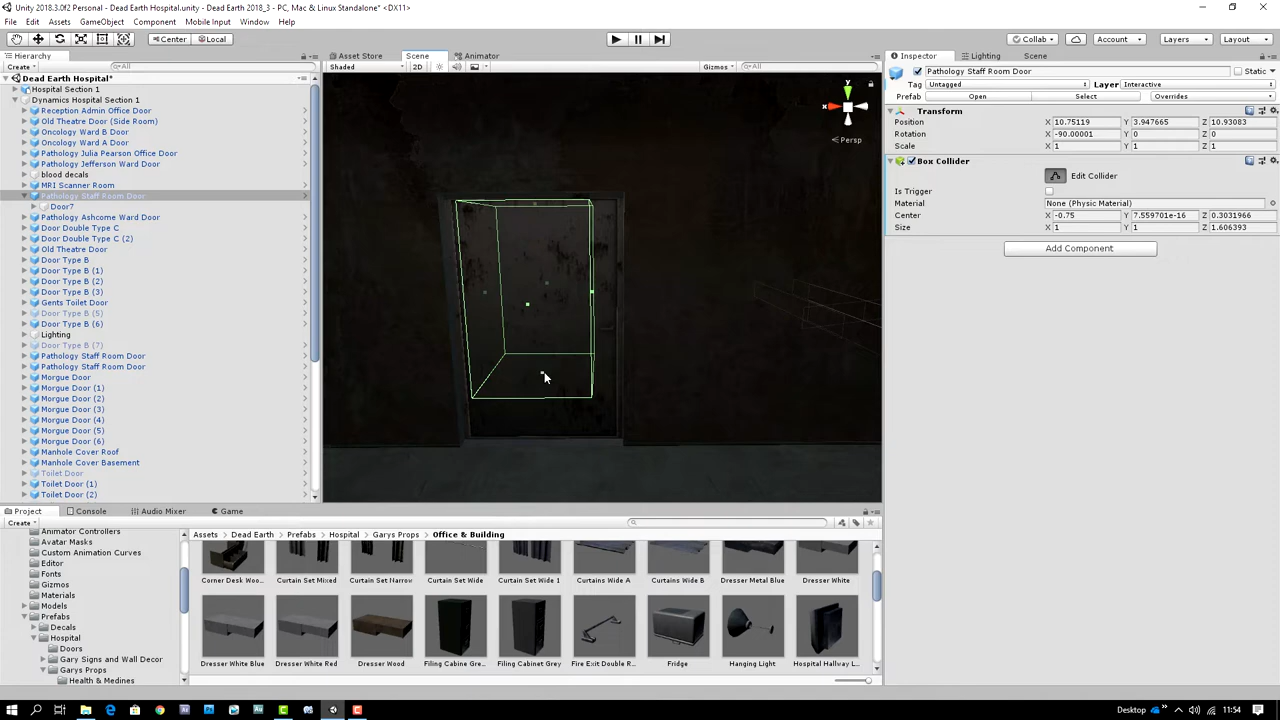 Unity 2018.3.0f2 Personal - Dead Earth Hospital.unity - Dead Earth 2018_3 - PC, Mac & Linux Standalone* <DX11>
File Edit Assets GameObject Component Mobile Input Window Help
Center Local Collab Account Layers Layout
Hierarchy Asset Store Scene Animator Inspector Lighting Scene
Create All Shaded 2D Gizmos All
Pathology Staff Room Door Static
Tag Untagged Layer Interactive
Prefab Open Select Overrides
Transform
Position X 10.75119 Y 3.947665 Z 10.93083
Rotation X -90.00001 Y 0 Z 0
Scale X 1 Y 1 Z 1
Box Collider
Edit Collider
Is Trigger
Material None (Physic Material)
Center X -0.75 Y 7.559701e-16 Z 0.3031966
Size X 1 Y 1 Z 1.606393
Add Component
y
x
Persp
Dead Earth Hospital*
Hospital Section 1
Dynamics Hospital Section 1
Reception Admin Office Door
Old Theatre Door (Side Room)
Oncology Ward B Door
Oncology Ward A Door
Pathology Julia Pearson Office Door
Pathology Jefferson Ward Door
blood decals
MRI Scanner Room
Pathology Staff Room Door
Door7
Pathology Ashcome Ward Door
Door Double Type C
Door Double Type C (2)
Old Theatre Door
Door Type B
Door Type B (1)
Door Type B (2)
Door Type B (3)
Gents Toilet Door
Door Type B (5)
Door Type B (6)
Lighting
Door Type B (7)
Pathology Staff Room Door
Pathology Staff Room Door
Morgue Door
Morgue Door (1)
Morgue Door (2)
Morgue Door (3)
Morgue Door (4)
Morgue Door (5)
Morgue Door (6)
Manhole Cover Roof
Manhole Cover Basement
Toilet Door
Toilet Door (1)
Toilet Door (2)
Project Console Audio Mixer Game
Create
Animator Controllers
Avatar Masks
Custom Animation Curves
Editor
Fonts
Gizmos
Materials
Models
Prefabs
Decals
Hospital
Doors
Gary Signs and Wall Decor
Garys Props
Health & Medines
Assets Dead Earth Prefabs Hospital Garys Props Office & Building
Corner Desk Woo... Curtain Set Mixed Curtain Set Narrow Curtain Set Wide Curtain Set Wide 1 Curtains Wide A Curtains Wide B Dresser Metal Blue Dresser White
Dresser White Blue Dresser White Red Dresser Wood Filing Cabine Gre... Filing Cabinet Grey Fire Exit Double R... Fridge Hanging Light Hospital Hallway L...
Desktop 11:54